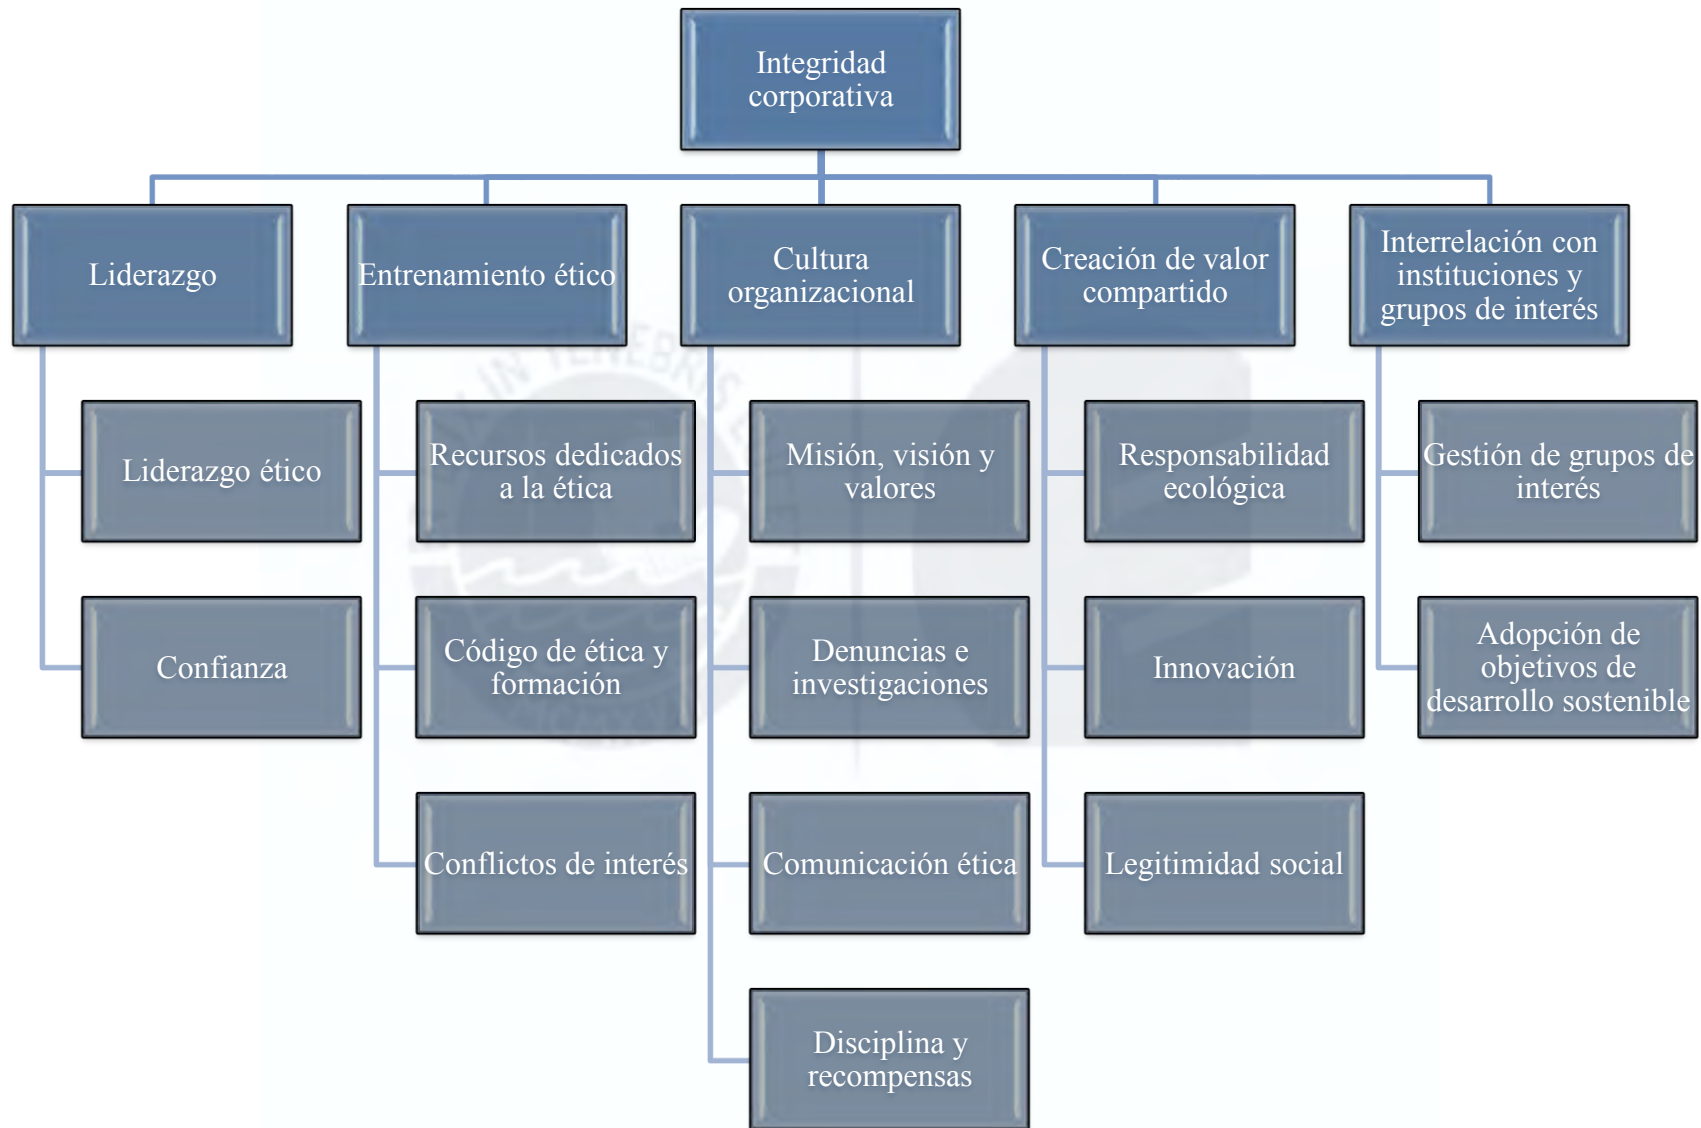 Integridad
corporativa
Liderazgo
Entrenamiento ético
Cultura
organizacional
Creación de valor
compartido
Interrelación con
instituciones y
grupos de interés
Liderazgo ético
Confianza
Recursos dedicados
a la ética
Código de ética y
formación
Conflictos de interés
Misión, visión y
valores
Denuncias e
investigaciones
Comunicación ética
Disciplina y
recompensas
Responsabilidad
ecológica
Innovación
Legitimidad social
Gestión de grupos de
interés
Adopción de
objetivos de
desarrollo sostenible
IN TENEBRIS